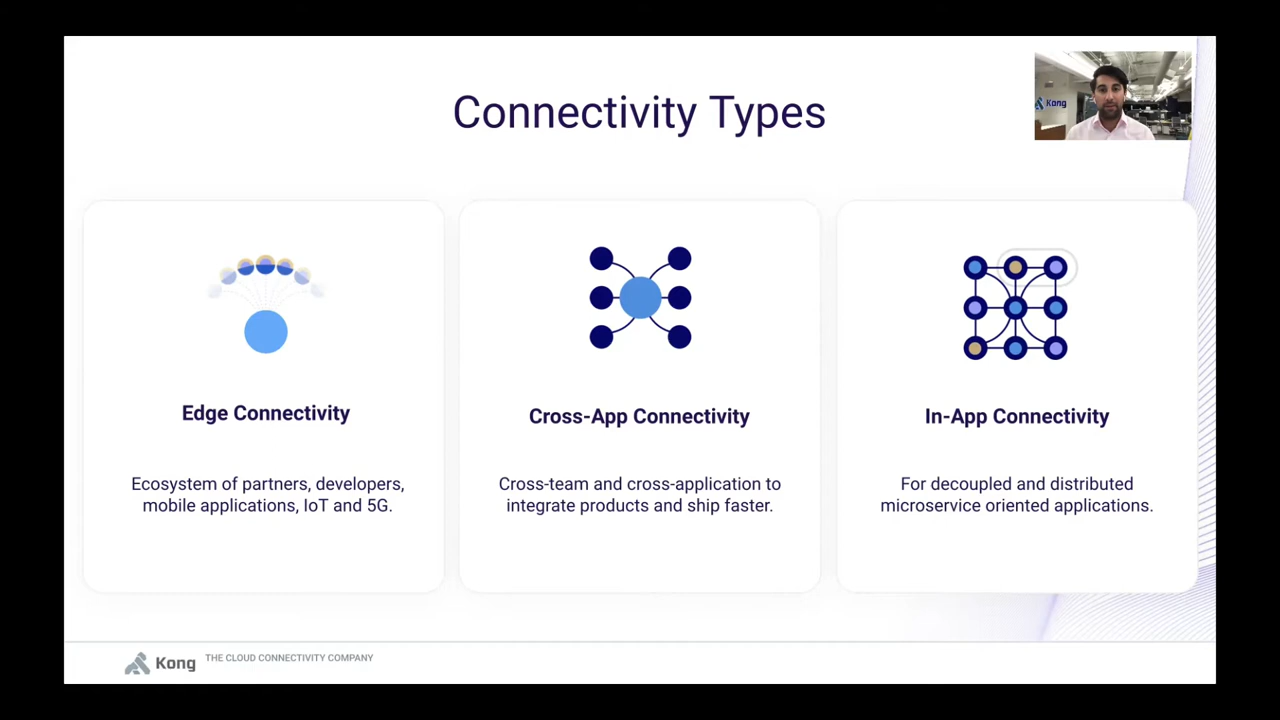 Connectivity Types
Kong
Edge Connectivity
Ecosystem of partners, developers,
mobile applications, IoT and 5G.
Cross-App Connectivity
Cross-team and cross-application to
integrate products and ship faster.
In-App Connectivity
For decoupled and distributed
microservice oriented applications.
Kong THE CLOUD CONNECTIVITY COMPANY